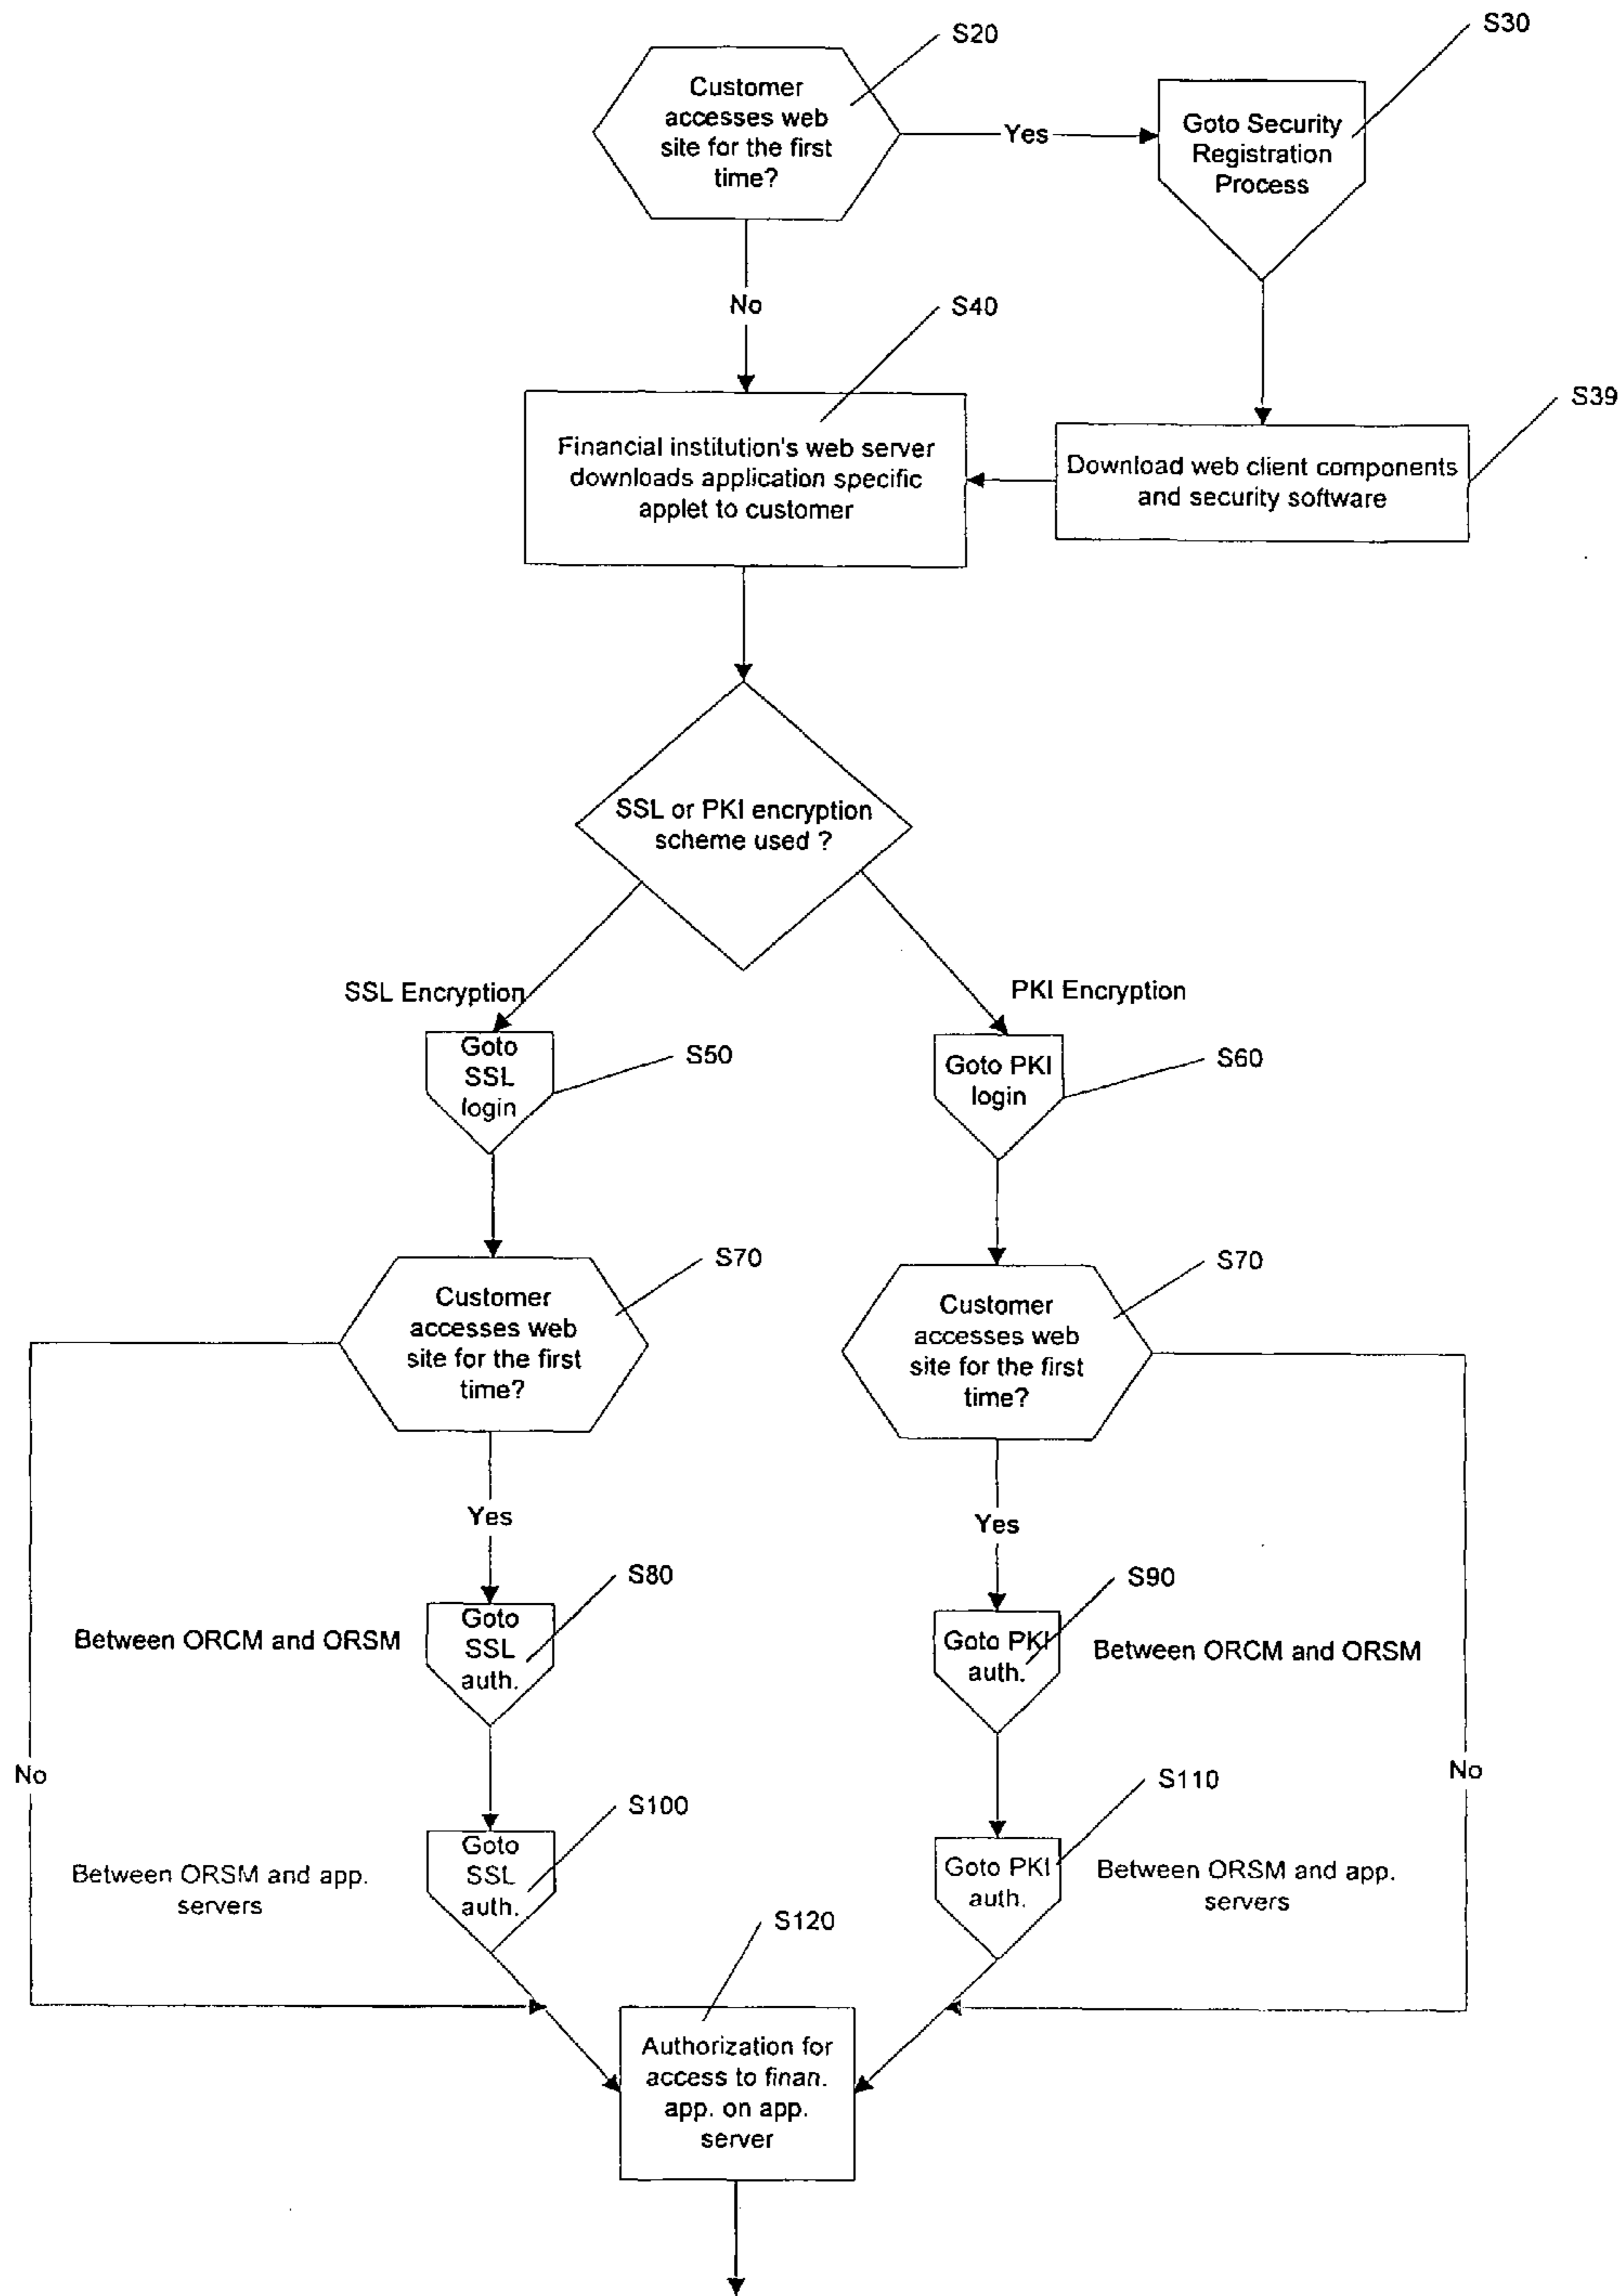 S20
S30
Customer
accesses web
site for the first
time?
Yes
Goto Security
Registration
Process
No
S40
S39
Financial institution's web server
downloads application specific
applet to customer
Download web client components
and security software
SSL or PKI encryption
scheme used ?
SSL Encryption
PKI Encryption
Goto
SSL
login
S50
Goto PKI
login
S60
S70
Customer
accesses web
site for the first
time?
S70
Customer
accesses web
site for the first
time?
Yes
Yes
S80
S90
Between ORCM and ORSM
Goto
SSL
auth.
Goto PKI
auth.
Between ORCM and ORSM
No
No
S100
S110
Between ORSM and app.
servers
Goto
SSL
auth.
Goto PKI
auth.
Between ORSM and app.
servers
S120
Authorization for
access to finan.
app. on app.
server